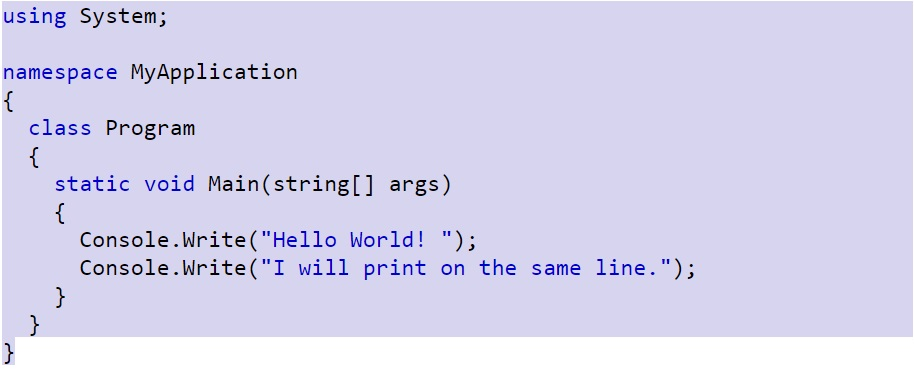 using System;

namespace MyApplication
{
  class Program
  {
    static void Main(string[] args)
    {
      Console.Write("Hello World! ");
      Console.Write("I will print on the same line.");
    }
  }
}